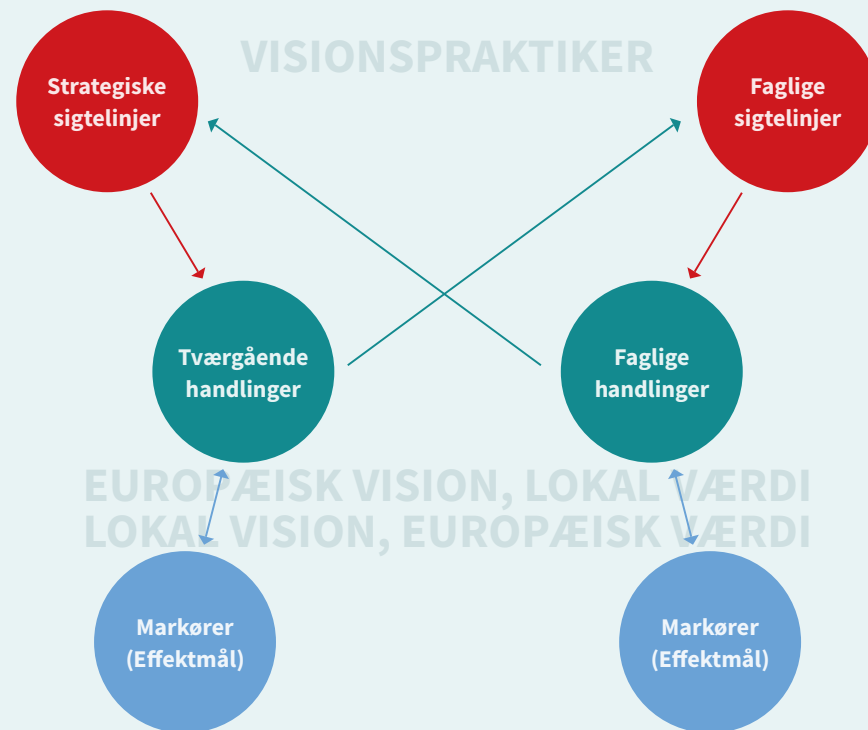 VISIONSPRAKTIKER
Strategiske
sigtelinjer
Faglige
sigtelinjer
Tværgående
handlinger
Faglige
handlinger
EUROPÆISK VISION, LOKAL VÆRDI
LOKAL VISION, EUROPÆISK VÆRDI
Markører
(Effektmål)
Markører
(Effektmål)